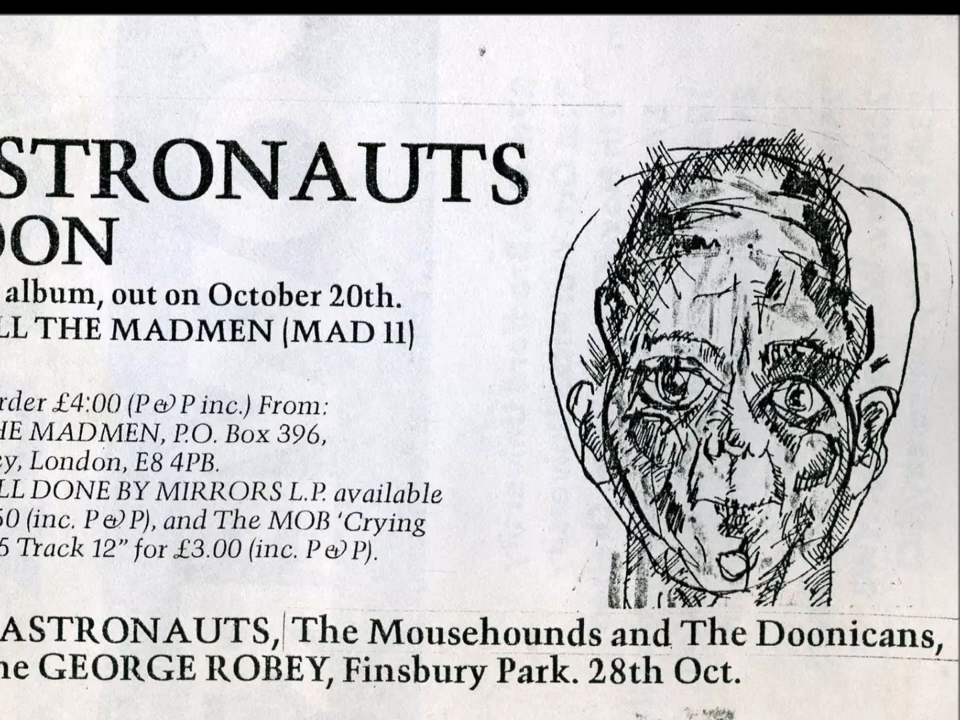 STRONAUTS
OON
album, out on October 20th.
LL THE MADMEN (MAD 11)
rder £4:00 (P & P inc.) From:
HE MADMEN, P.O. Box 396,
ey, London, E8 4PB.
LL DONE BY MIRRORS L.P. available
50 (inc. P & P), and The MOB ‘Crying
5 Track 12” for £3.00 (inc. P & P).
ASTRONAUTS, The Mousehounds and The Doonicans,
he GEORGE ROBEY, Finsbury Park. 28th Oct.